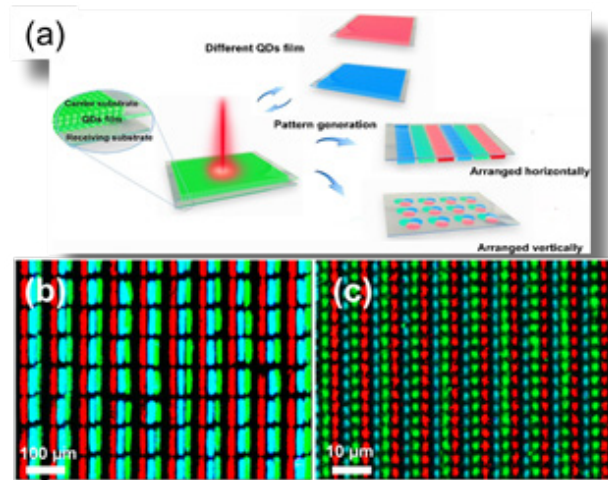 (a)
Different QDs film
Carrier substrate
QDs film
Receiving substrate
Pattern generation
Arranged horizontally
Arranged vertically
(b)
100 µm
(c)
10 µm